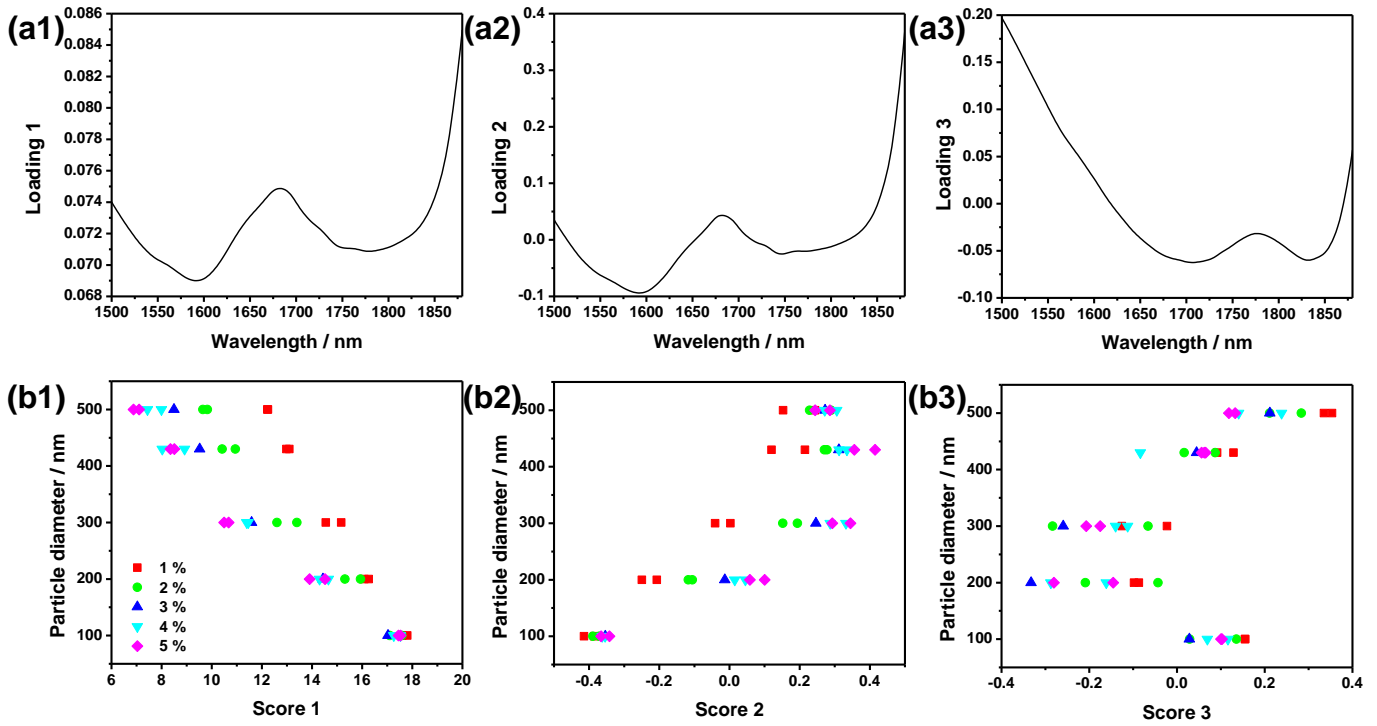 (a1)
0.086
0.084
0.082
0.080
0.078
0.076
0.074
0.072
0.070
0.068
Loading 1
1500 1550 1600 1650 1700 1750 1800 1850
Wavelength / nm
(a2)
0.4
0.3
0.2
0.1
0.0
-0.1
Loading 2
1500 1550 1600 1650 1700 1750 1800 1850
Wavelength / nm
(a3)
0.20
0.15
0.10
0.05
0.00
-0.05
-0.10
Loading 3
1500 1550 1600 1650 1700 1750 1800 1850
Wavelength / nm
(b1)
500
400
300
200
100
Particle diameter / nm
1 %
2 %
3 %
4 %
5 %
6 8 10 12 14 16 18 20
Score 1
(b2)
500
400
300
200
100
Particle diameter / nm
-0.4 -0.2 0.0 0.2 0.4
Score 2
(b3)
500
400
300
200
100
Particle diameter / nm
-0.4 -0.2 0.0 0.2 0.4
Score 3